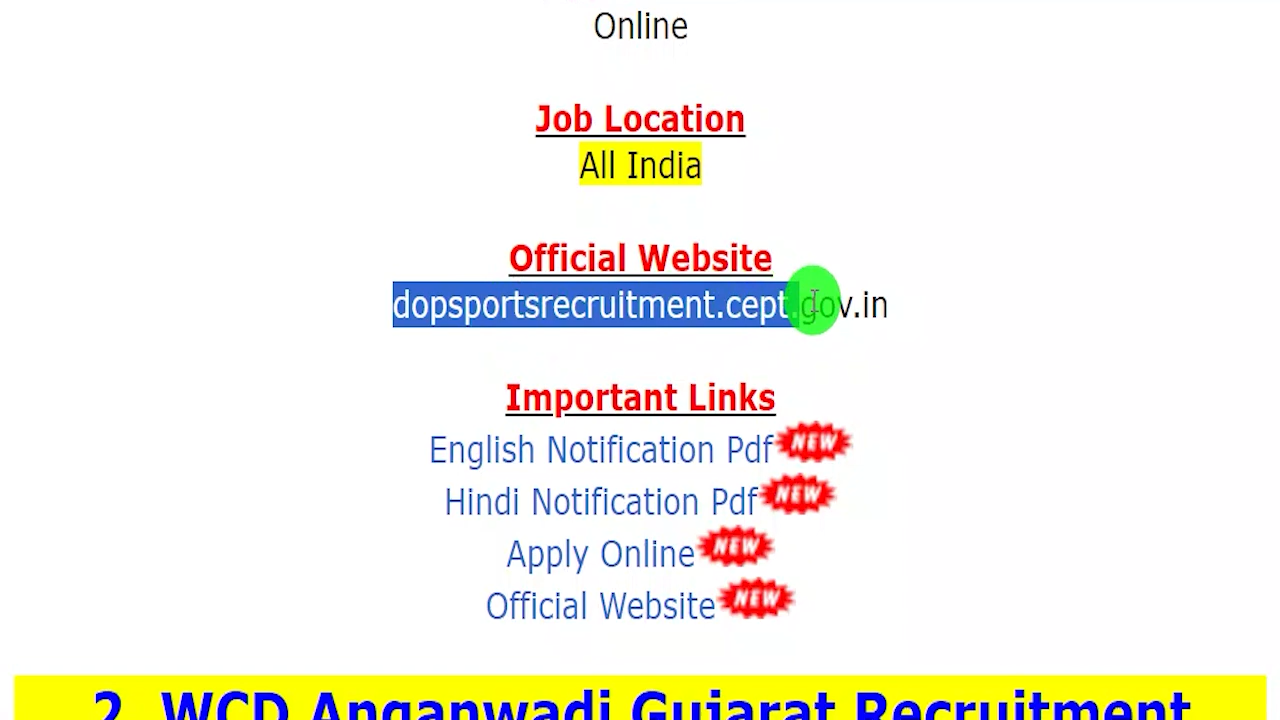 Online
Job Location
All India
Official Website
dopsportsrecruitment.cept.gov.in
Important Links
English Notification Pdf NEW
Hindi Notification Pdf NEW
Apply Online NEW
Official Website NEW
2. WCD Anganwadi Gujarat Recruitment